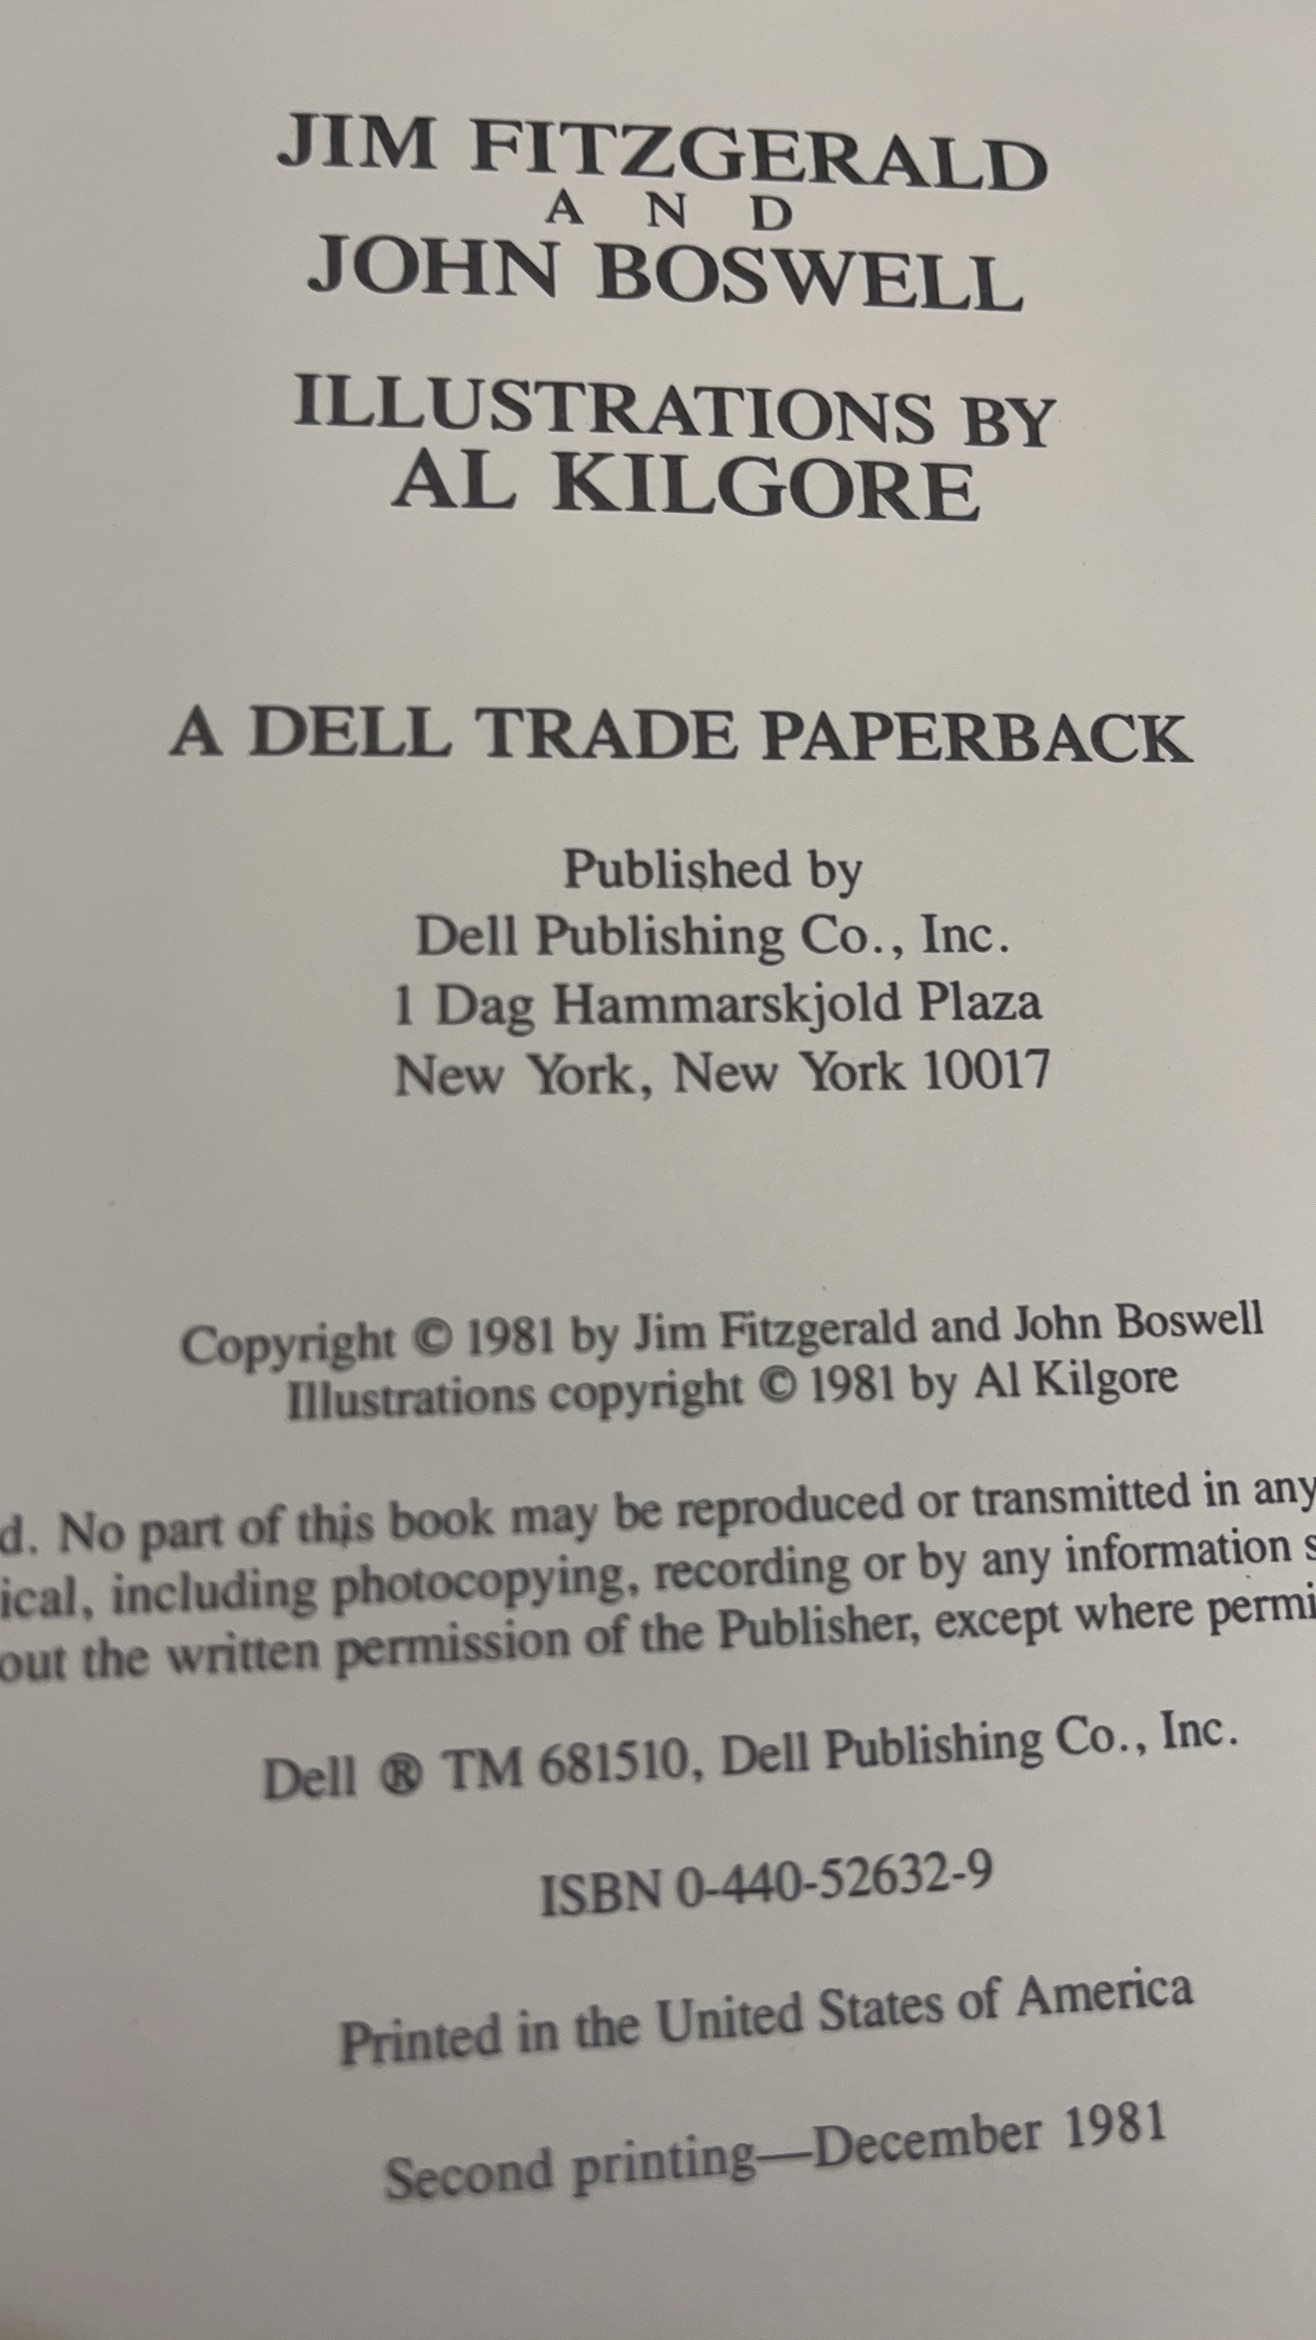 JIM FITZGERALD
A N D
JOHN BOSWELL
ILLUSTRATIONS BY
AL KILGORE
A DELL TRADE PAPERBACK
Published by
Dell Publishing Co., Inc.
1 Dag Hammarskjold Plaza
New York, New York 10017
Copyright © 1981 by Jim Fitzgerald and John Boswell
Illustrations copyright © 1981 by Al Kilgore
d. No part of this book may be reproduced or transmitted in any
ical, including photocopying, recording or by any information s
out the written permission of the Publisher, except where permi
Dell ® TM 681510, Dell Publishing Co., Inc.
ISBN 0-440-52632-9
Printed in the United States of America
Second printing—December 1981